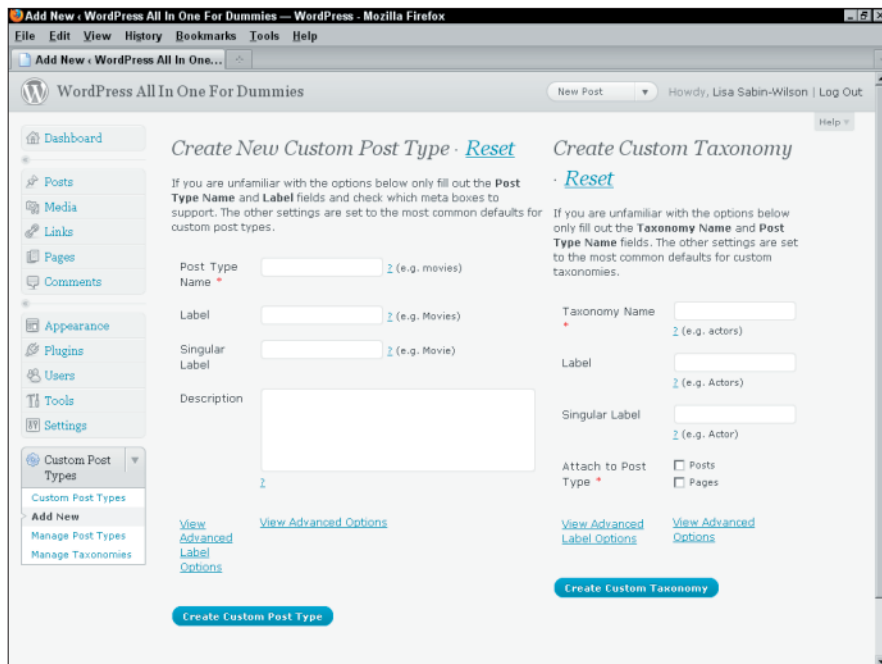 Add New ‹ WordPress All In One For Dummies — WordPress - Mozilla Firefox
File Edit View History Bookmarks Tools Help
Add New ‹ WordPress All In One...
WordPress All In One For Dummies
New Post
Howdy, Lisa Sabin-Wilson | Log Out
Help
Dashboard
Posts
Media
Links
Pages
Comments
Appearance
Plugins
Users
Tools
Settings
Custom Post
Types
Custom Post Types
Add New
Manage Post Types
Manage Taxonomies
Create New Custom Post Type · Reset
If you are unfamiliar with the options below only fill out the Post
Type Name and Label fields and check which meta boxes to
support. The other settings are set to the most common defaults for
custom post types.
Post Type
Name *
? (e.g. movies)
Label
? (e.g. Movies)
Singular
Label
? (e.g. Movie)
Description
?
View
Advanced
Label
Options
View Advanced Options
Create Custom Post Type
Create Custom Taxonomy
· Reset
If you are unfamiliar with the options below
only fill out the Taxonomy Name and Post
Type Name fields. The other settings are set
to the most common defaults for custom
taxonomies.
Taxonomy Name
*
? (e.g. actors)
Label
? (e.g. Actors)
Singular Label
? (e.g. Actor)
Attach to Post
Type *
Posts
Pages
View Advanced
Label Options
View Advanced
Options
Create Custom Taxonomy